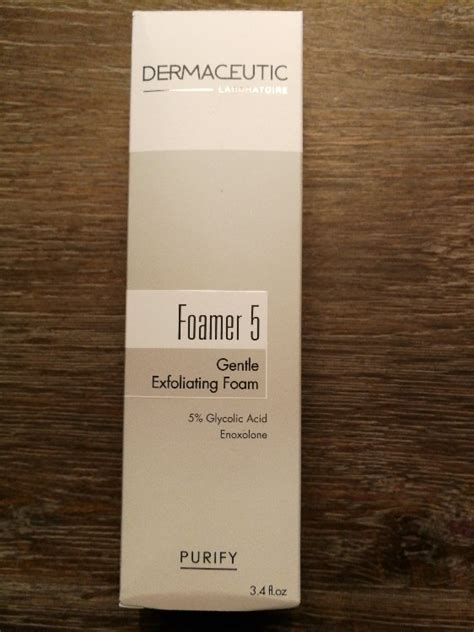 DERMACEUTIC
LABORATOIRE
Foamer 5
Gentle
Exfoliating Foam
5% Glycolic Acid
Enoxolone
PURIFY
3.4 fl.oz